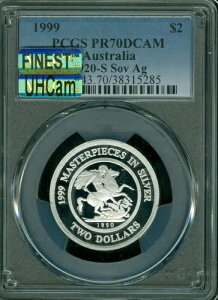 1999 $2
PCGS PR70DCAM
Australia
20-S Sov Ag
43.70/38315285
FINEST
UHCam
1999 MASTERPIECES IN SILVER
1920
TWO DOLLARS